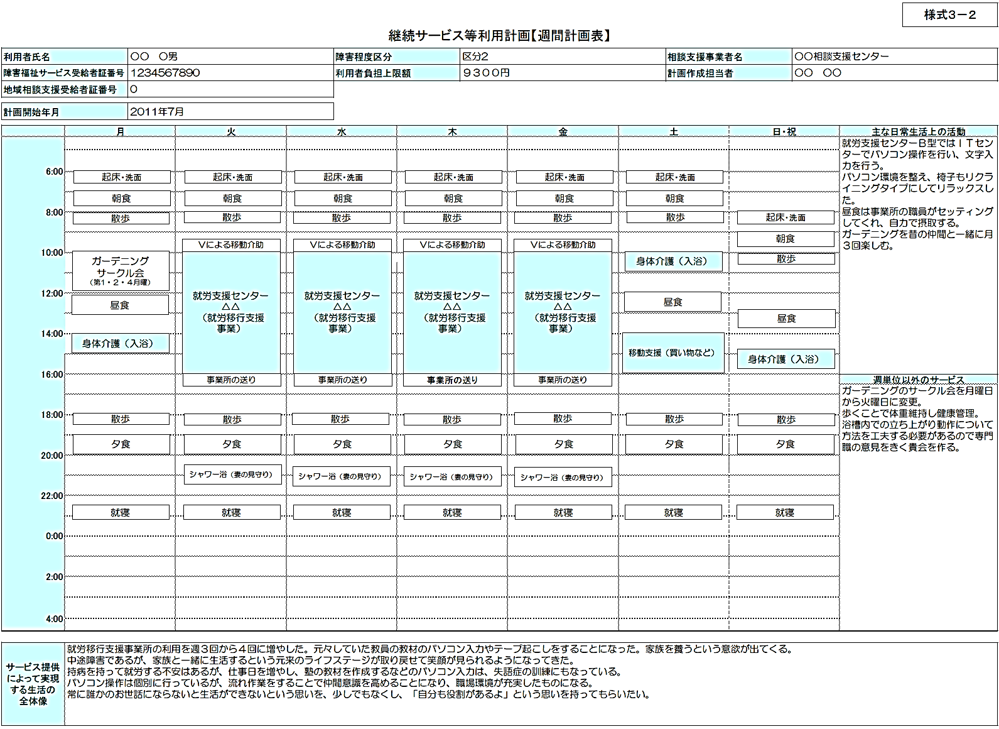 様式3－2
継続サービス等利用計画【週間計画表】
利用者氏名 〇〇 〇男 障害程度区分 区分2 相談支援事業者名 〇〇相談支援センター
障害福祉サービス受給者証番号 1234567890 利用者負担上限額 9300円 計画作成担当者 〇〇 〇〇
地域相談支援受給者証番号 0
計画開始年月 2011年7月
月 火 水 木 金 土 日・祝 主な日常生活上の活動
就労支援センターB型ではITセン
ターでパソコン操作を行い、文字入
力を行う。
パソコン環境を整え、椅子もリクラ
イニングタイプにしてリラックスし
た。
昼食は事業所の職員がセッティング
してくれ、自力で摂取する。
ガーデニングを昔の仲間と一緒に月
3回楽しむ。
6:00
起床・洗面 起床・洗面 起床・洗面 起床・洗面 起床・洗面 起床・洗面
朝食 朝食 朝食 朝食 朝食 朝食
8:00
散歩 散歩 散歩 散歩 散歩 散歩 起床・洗面
朝食
Vによる移動介助 Vによる移動介助 Vによる移動介助 Vによる移動介助
10:00
散歩
ガーデニング
サークル会
（第1・2・4月曜）
身体介護（入浴）
12:00
昼食
就労支援センター
△△
（就労移行支援
事業）
就労支援センター
△△
（就労移行支援
事業）
就労支援センター
△△
（就労移行支援
事業）
就労支援センター
△△
（就労移行支援
事業）
昼食
昼食
14:00
身体介護（入浴）
移動支援（買い物など）
身体介護（入浴）
16:00
事業所の送り 事業所の送り 事業所の送り 事業所の送り
週単位以外のサービス
ガーデニングのサークル会を月曜日
から火曜日に変更。
歩くことで体重維持し健康管理。
浴槽内での立ち上がり動作について
方法を工夫する必要があるので専門
職の意見をきく貴会を作る。
18:00
散歩 散歩 散歩 散歩 散歩 散歩 散歩
夕食 夕食 夕食 夕食 夕食 夕食 夕食
20:00
シャワー浴（妻の見守り） シャワー浴（妻の見守り） シャワー浴（妻の見守り） シャワー浴（妻の見守り）
22:00
就寝 就寝 就寝 就寝 就寝 就寝 就寝
0:00
2:00
4:00
サービス提供
によって実現
する生活の
全体像
就労移行支援事業所の利用を週3回から4回に増やした。元々していた教員の教材のパソコン入力やテープ起こしをすることになった。家族を養うという意欲が出てくる。
中途障害であるが、家族と一緒に生活するという元来のライフステージが取り戻せて笑顔が見られるようになってきた。
持病を持って就労する不安はあるが、仕事日を増やし、塾の教材を作成するなどのパソコン入力は、失語症の訓練にもなっている。
パソコン操作は個別に行っているが、流れ作業をすることで仲間意識を高めることになり、職場環境が充実したものになる。
常に誰かのお世話にならないと生活ができないという思いを、少しでもなくし、「自分も役割があるよ」という思いを持ってもらいたい。